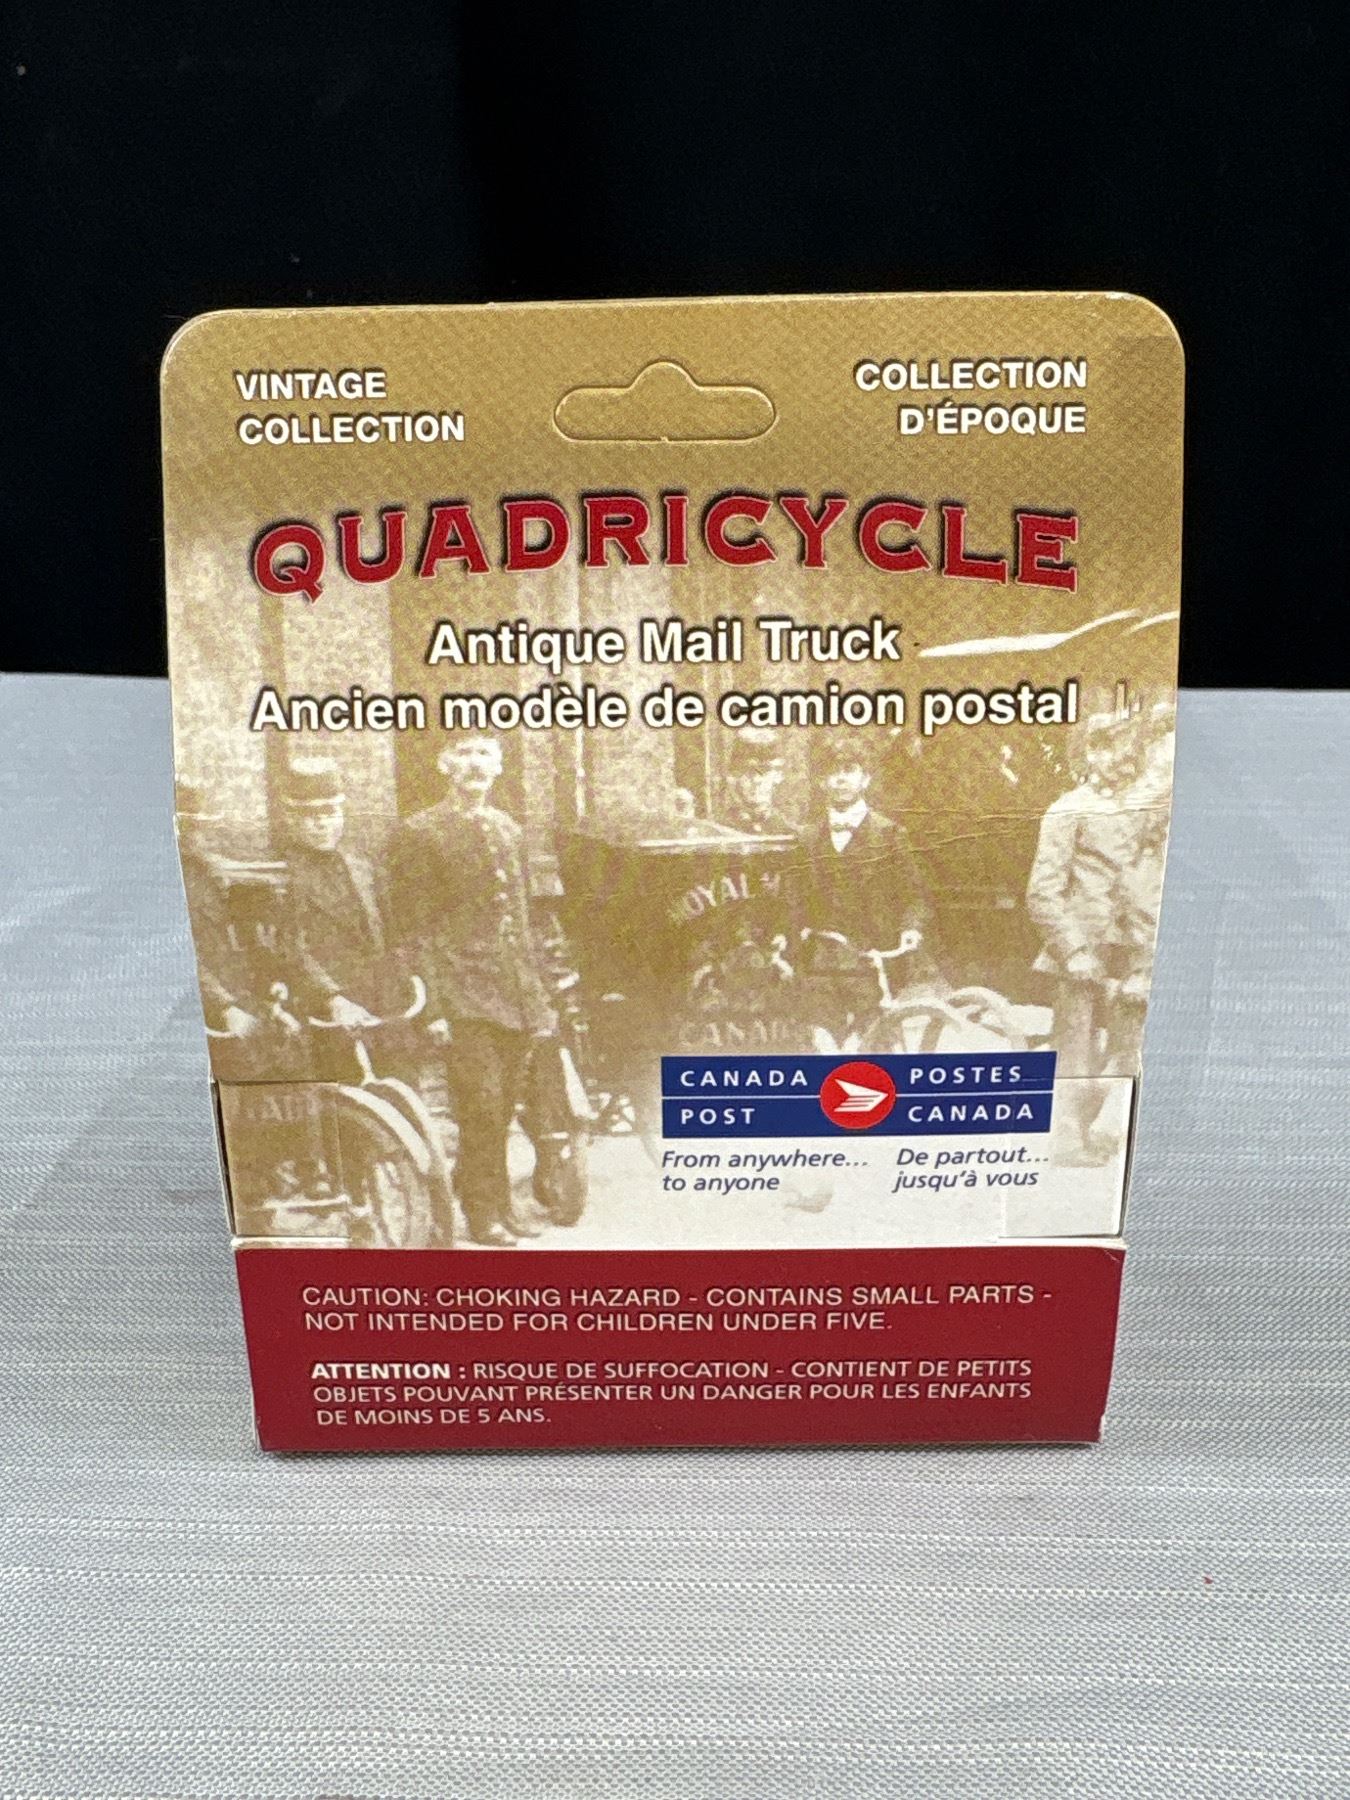 VINTAGE
COLLECTION
COLLECTION
D'ÉPOQUE
QUADRICYCLE
Antique Mail Truck
Ancien modèle de camion postal
ROYAL M
CANAD
CANADA
POST
POSTES
CANADA
From anywhere...
to anyone
De partout...
jusqu'à vous
CAUTION: CHOKING HAZARD - CONTAINS SMALL PARTS -
NOT INTENDED FOR CHILDREN UNDER FIVE.
ATTENTION : RISQUE DE SUFFOCATION - CONTIENT DE PETITS
OBJETS POUVANT PRÉSENTER UN DANGER POUR LES ENFANTS
DE MOINS DE 5 ANS.